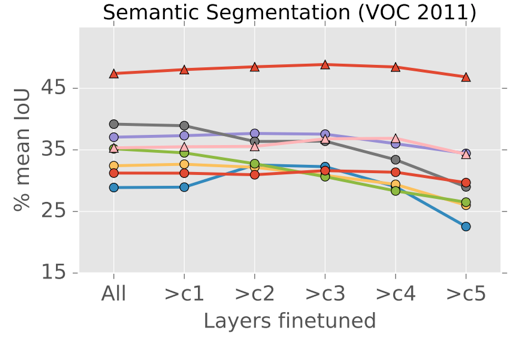 Semantic Segmentation (VOC 2011)
% mean IoU
45
35
25
15
All >c1 >c2 >c3 >c4 >c5
Layers finetuned